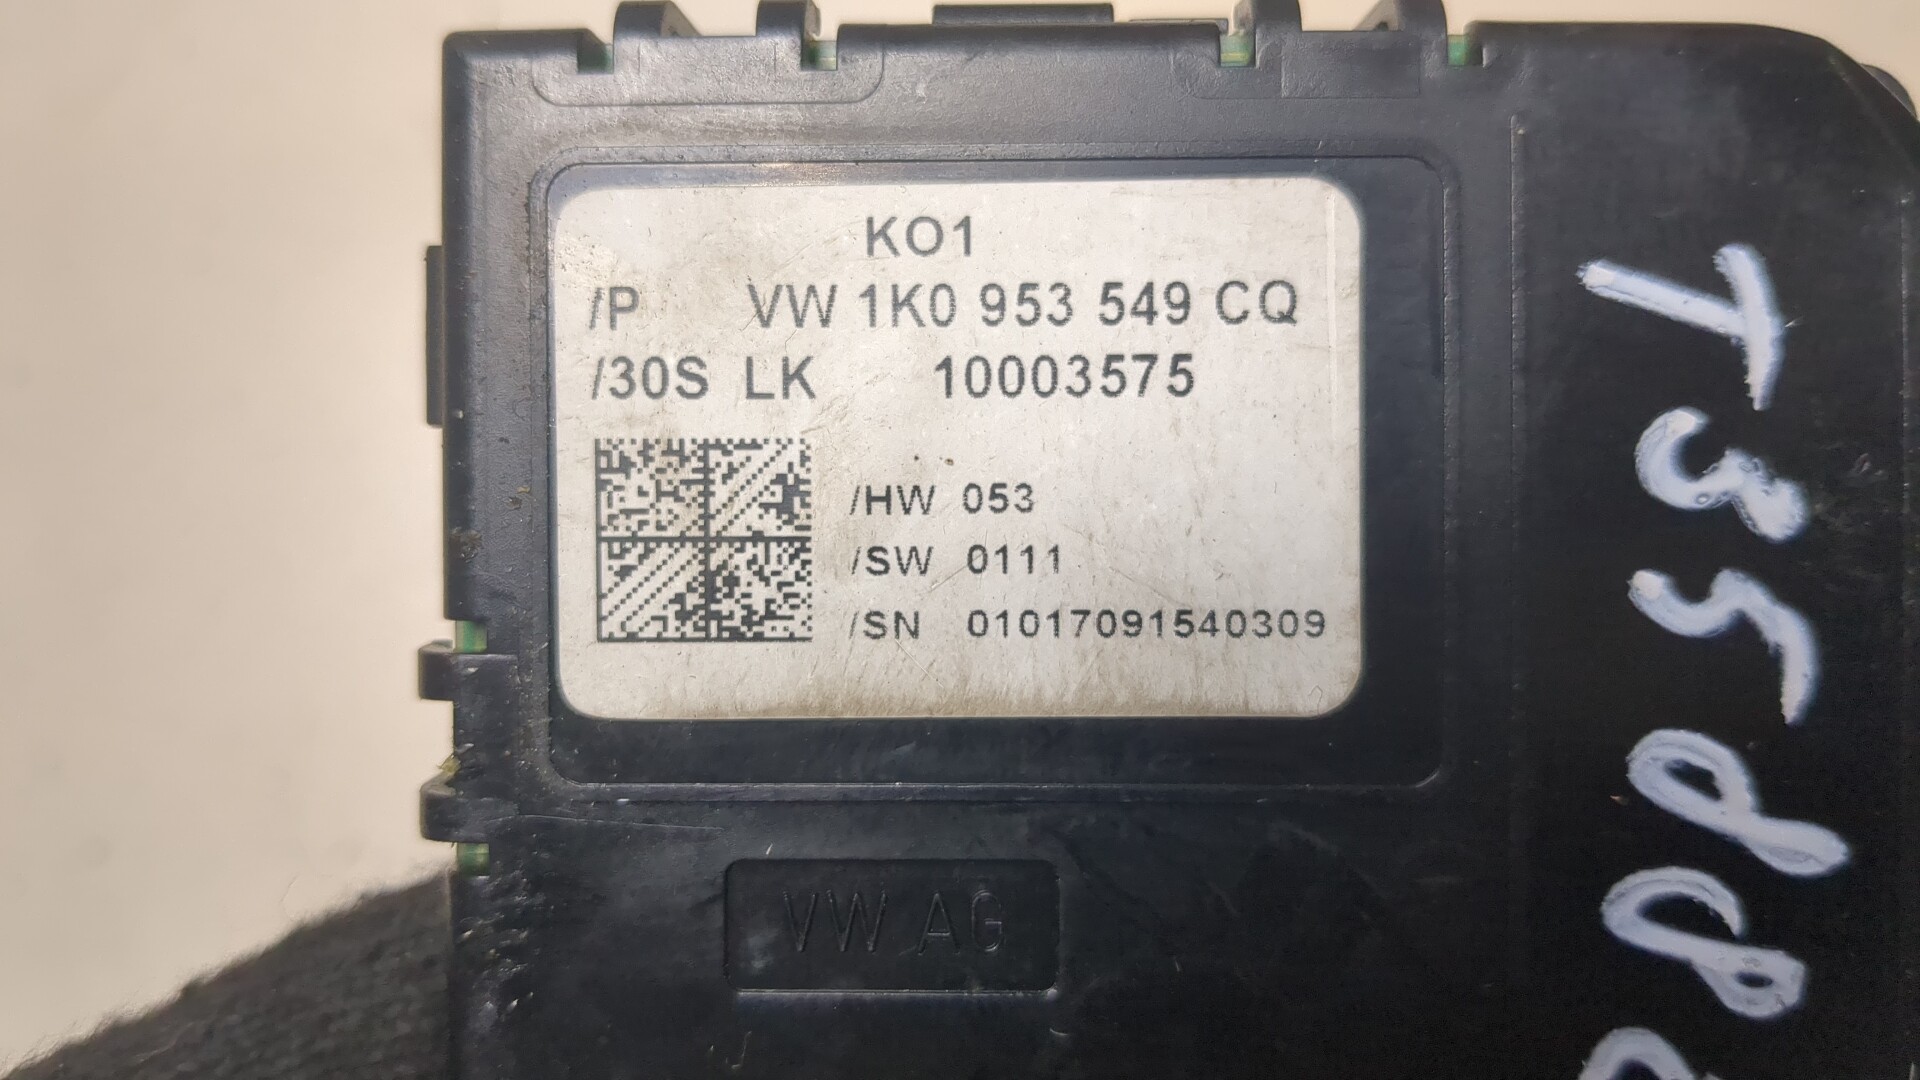 KO1
/P VW 1K0 953 549 CQ
/30S LK 10003575
/HW 053
/SW 0111
/SN 01017091540309
VW AG